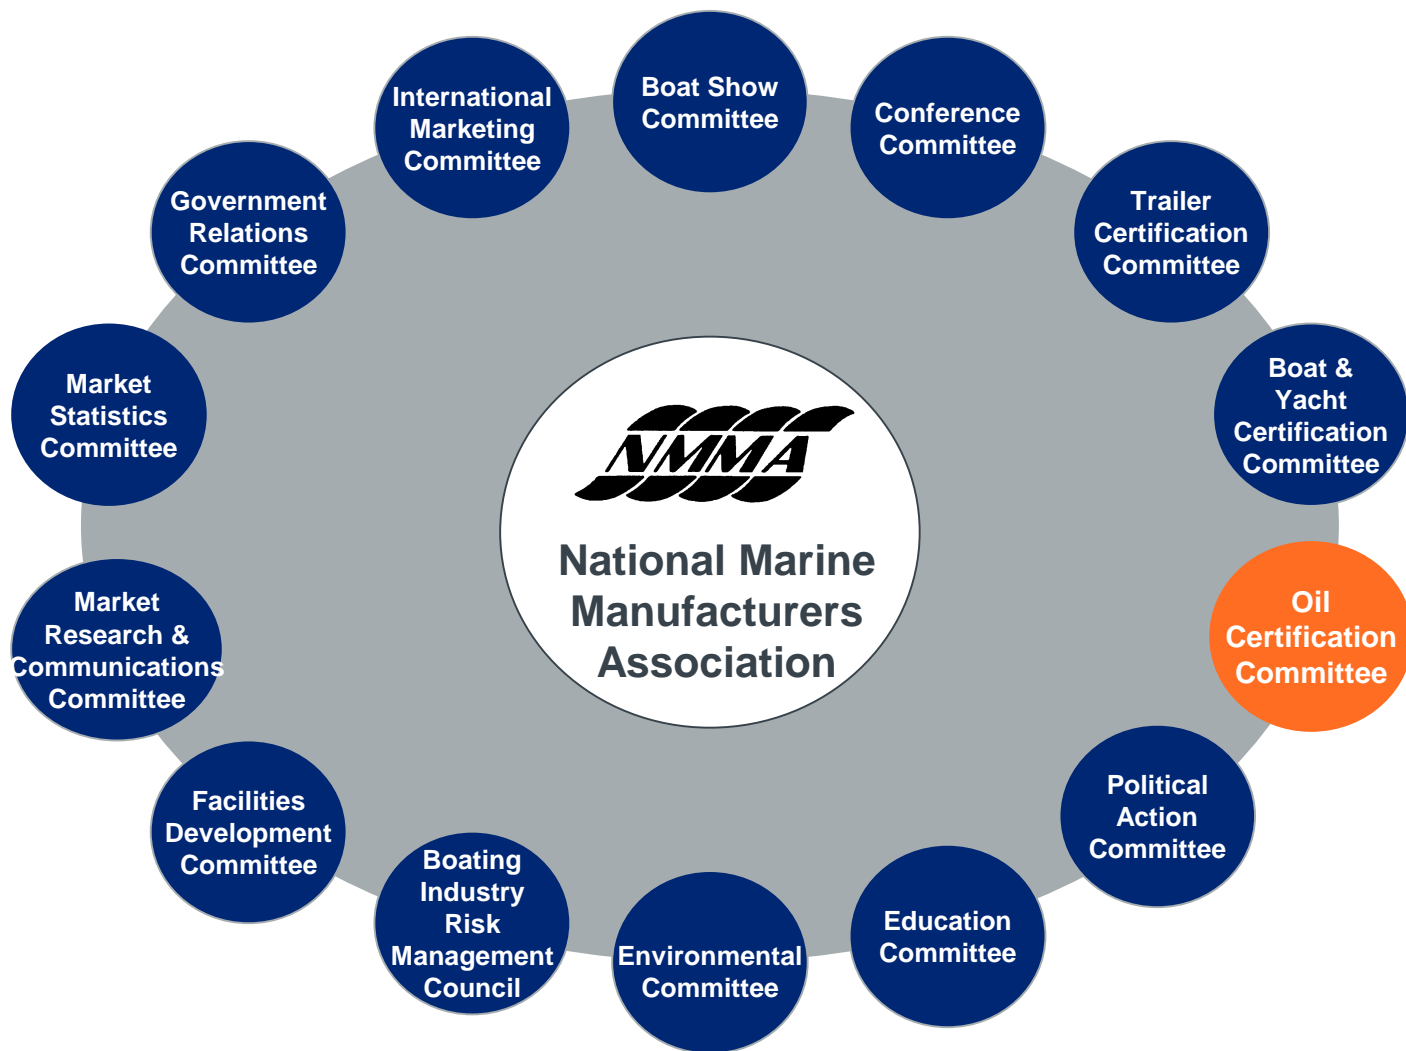 Boat Show
Committee
Conference
Committee
Trailer
Certification
Committee
Boat &
Yacht
Certification
Committee
Oil
Certification
Committee
Political
Action
Committee
Education
Committee
Environmental
Committee
Boating
Industry
Risk
Management
Council
Facilities
Development
Committee
Market
Research &
Communications
Committee
Market
Statistics
Committee
Government
Relations
Committee
International
Marketing
Committee
NMMA
National Marine
Manufacturers
Association